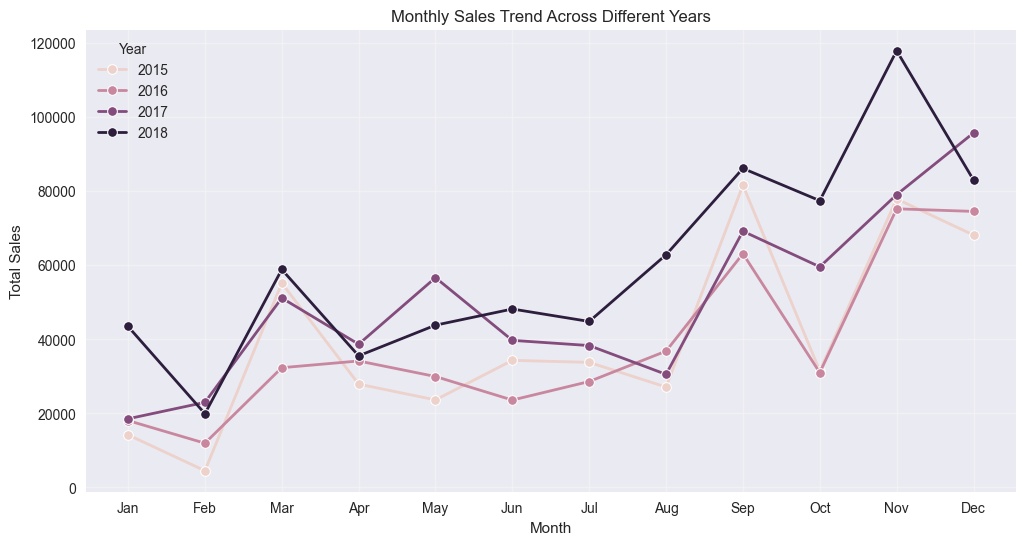 Monthly Sales Trend Across Different Years
Year
2015
2016
2017
2018
120000
100000
80000
60000
40000
20000
0
Total Sales
Jan Feb Mar Apr May Jun Jul Aug Sep Oct Nov Dec
Month